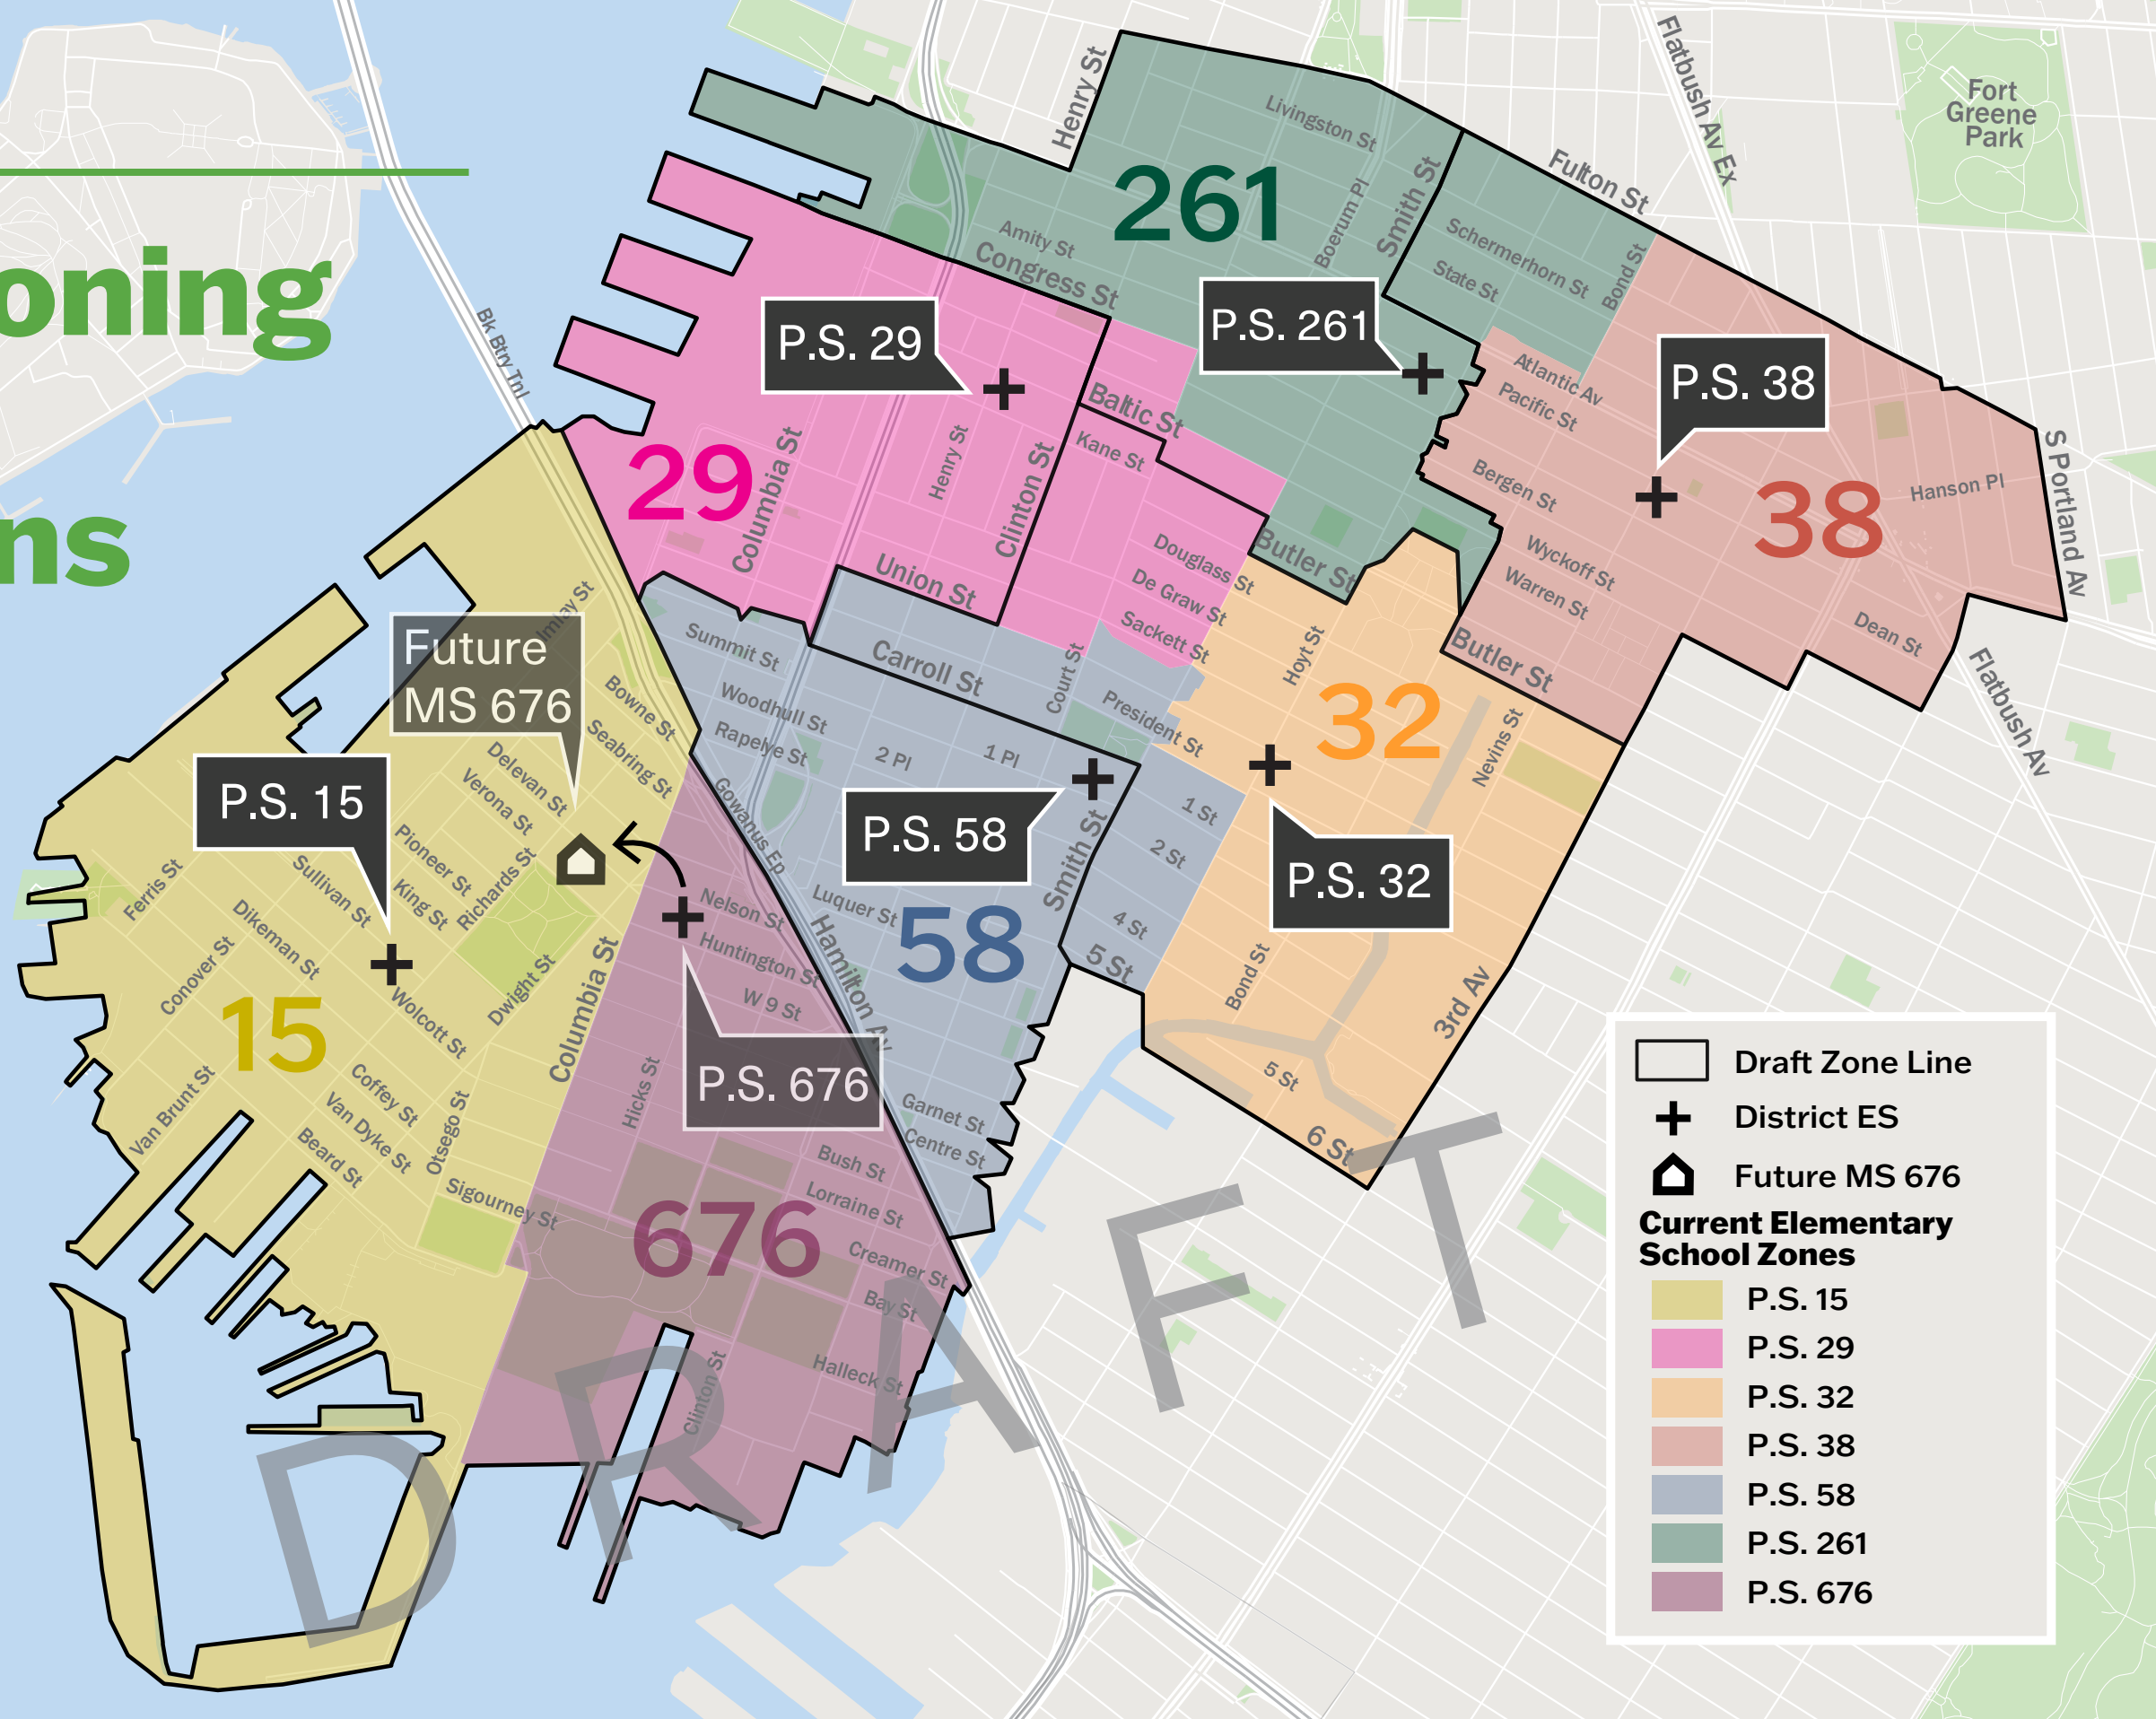 oning
ns
Henry St
Livingston St
Smith St
Boerum Pl
Fulton St
Flatbush Av Ex
Fort
Greene
Park
261
Schermerhorn St
State St
Bond St
Amity St
Congress St
Bk Btry Tnl
P.S. 29
P.S. 261
P.S. 38
Atlantic Av
Pacific St
Baltic St
Kane St
Henry St
Clinton St
Columbia St
29
Bergen St
38
Hanson Pl
S Portland Av
Wyckoff St
Warren St
Butler St
Butler St
Dean St
Flatbush Av
Union St
Douglass St
De Graw St
Sackett St
Hoyt St
Imlay St
Future
MS 676
Summit St
Carroll St
Court St
President St
32
Nevins St
Woodhull St
Rapelye St
2 Pl
1 Pl
Bowne St
Seabring St
Delevan St
Verona St
P.S. 15
Pioneer St
King St
Richards St
Sullivan St
Gowanus Ep
P.S. 58
Smith St
1 St
2 St
4 St
5 St
P.S. 32
Ferris St
Dikeman St
Conover St
Wolcott St
Dwight St
Columbia St
Nelson St
Huntington St
W 9 St
Luquer St
Hamilton Av
58
Bond St
3rd Av
15
Van Brunt St
Coffey St
Van Dyke St
Beard St
Otsego St
Sigourney St
Hicks St
P.S. 676
Garnet St
Centre St
5 St
6 St
Bush St
Lorraine St
676
Creamer St
Bay St
Halleck St
Clinton St
DRAFT
Draft Zone Line
District ES
Future MS 676
Current Elementary
School Zones
P.S. 15
P.S. 29
P.S. 32
P.S. 38
P.S. 58
P.S. 261
P.S. 676